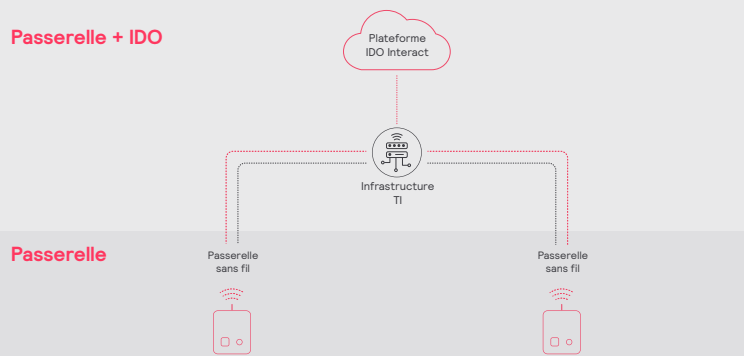 Passerelle + IDO
Plateforme
IDO Interact
Infrastructure
TI
Passerelle
Passerelle
sans fil
Passerelle
sans fil